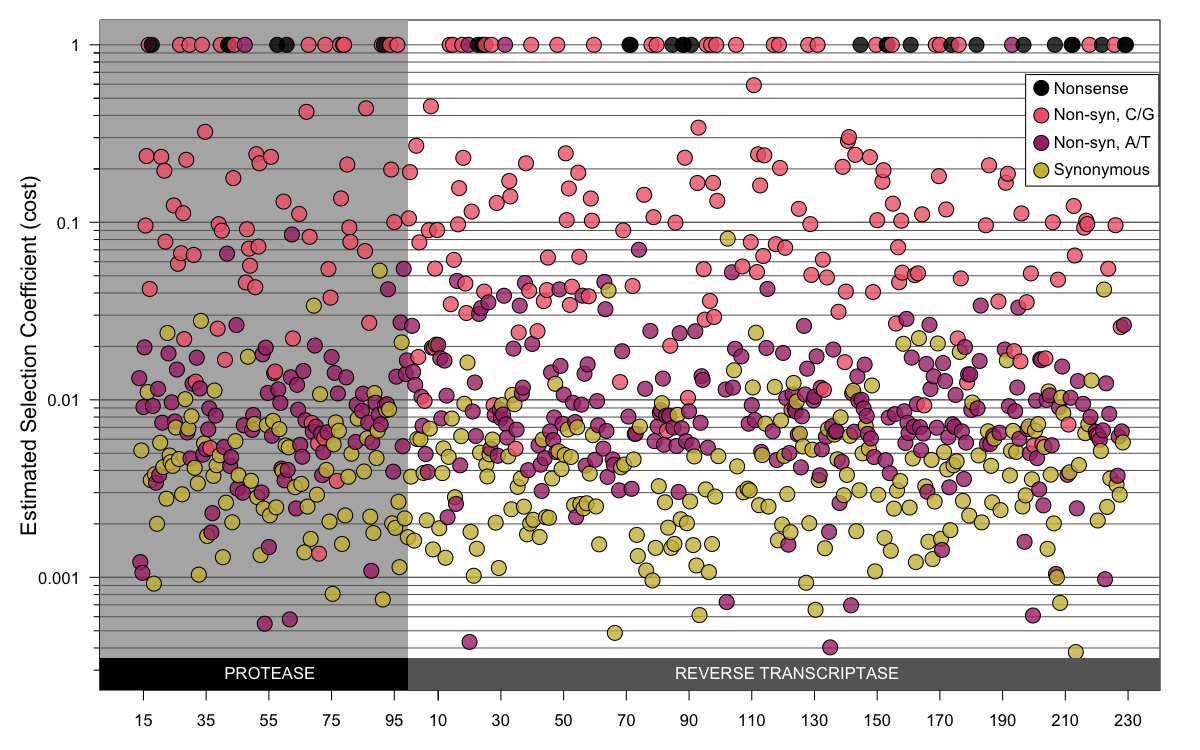 Estimated Selection Coefficient (cost)
1
0.1
0.01
0.001
Nonsense
Non-syn, C/G
Non-syn, A/T
Synonymous
PROTEASE
REVERSE TRANSCRIPTASE
15 35 55 75 95 10 30 50 70 90 110 130 150 170 190 210 230